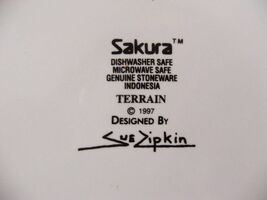 Sakura™
DISHWASHER SAFE
MICROWAVE SAFE
GENUINE STONEWARE
INDONESIA
TERRAIN
© 1997
DESIGNED BY
Sue Zipkin